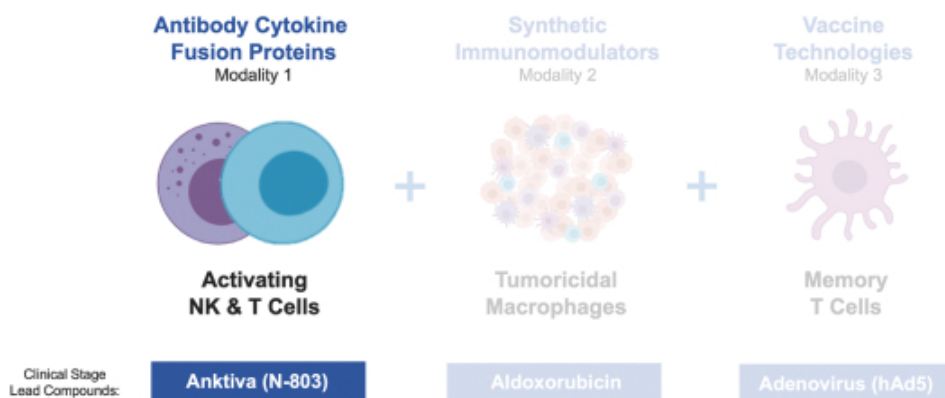 Antibody Cytokine
Fusion Proteins
Modality 1
Synthetic
Immunomodulators
Modality 2
Vaccine
Technologies
Modality 3
Activating
NK & T Cells
Tumoricidal
Macrophages
Memory
T Cells
Clinical Stage
Lead Compounds:
Anktiva (N-803)
Aldoxorubicin
Adenovirus (hAd5)